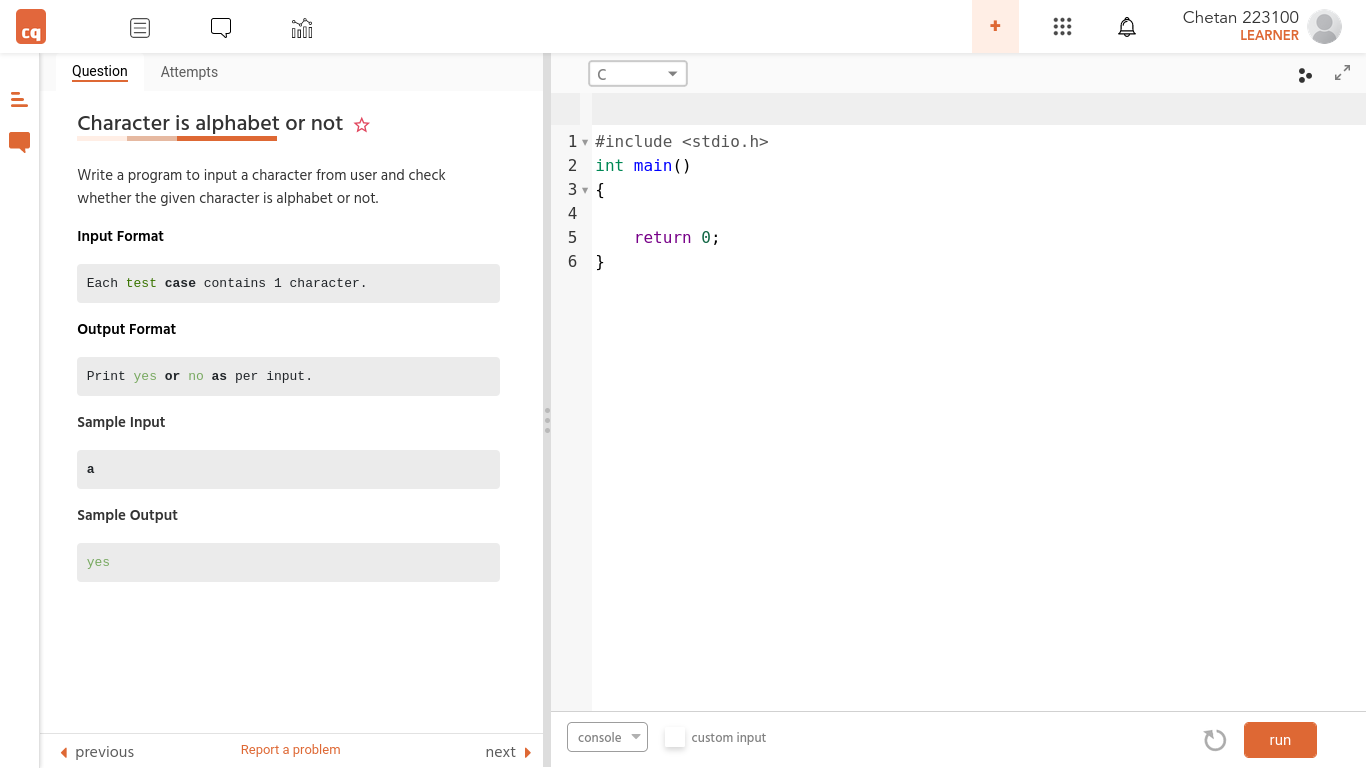 cq
+
Chetan 223100
LEARNER
Question
Attempts
Character is alphabet or not
Write a program to input a character from user and check
whether the given character is alphabet or not.
Input Format
Each test case contains 1 character.
Output Format
Print yes or no as per input.
Sample Input
a
Sample Output
yes
previous
Report a problem
next
C
1 #include <stdio.h>
2 int main()
3 {
4
5     return 0;
6 }
console
custom input
run